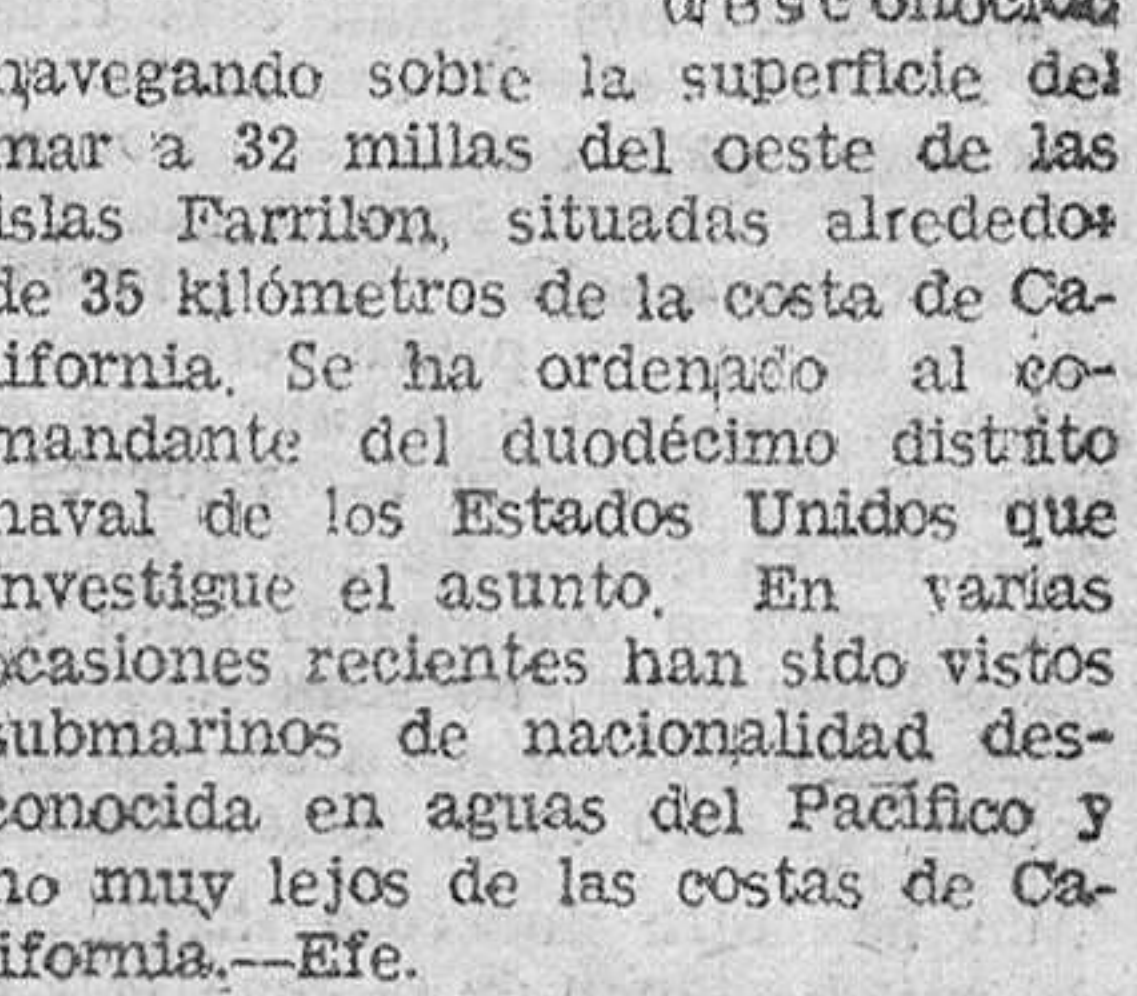 desconocida
navegando sobre la superficie del
mar a 32 millas del oeste de las
islas Farrilon, situadas alrededor
de 35 kilómetros de la costa de Ca-
lifornia. Se ha ordenado al co-
mandante del duodécimo distrito
naval de los Estados Unidos que
investigue el asunto. En varias
ocasiones recientes han sido vistos
submarinos de nacionalidad des-
conocida en aguas del Pacífico y
no muy lejos de las costas de Ca-
lifornia.—Efe.